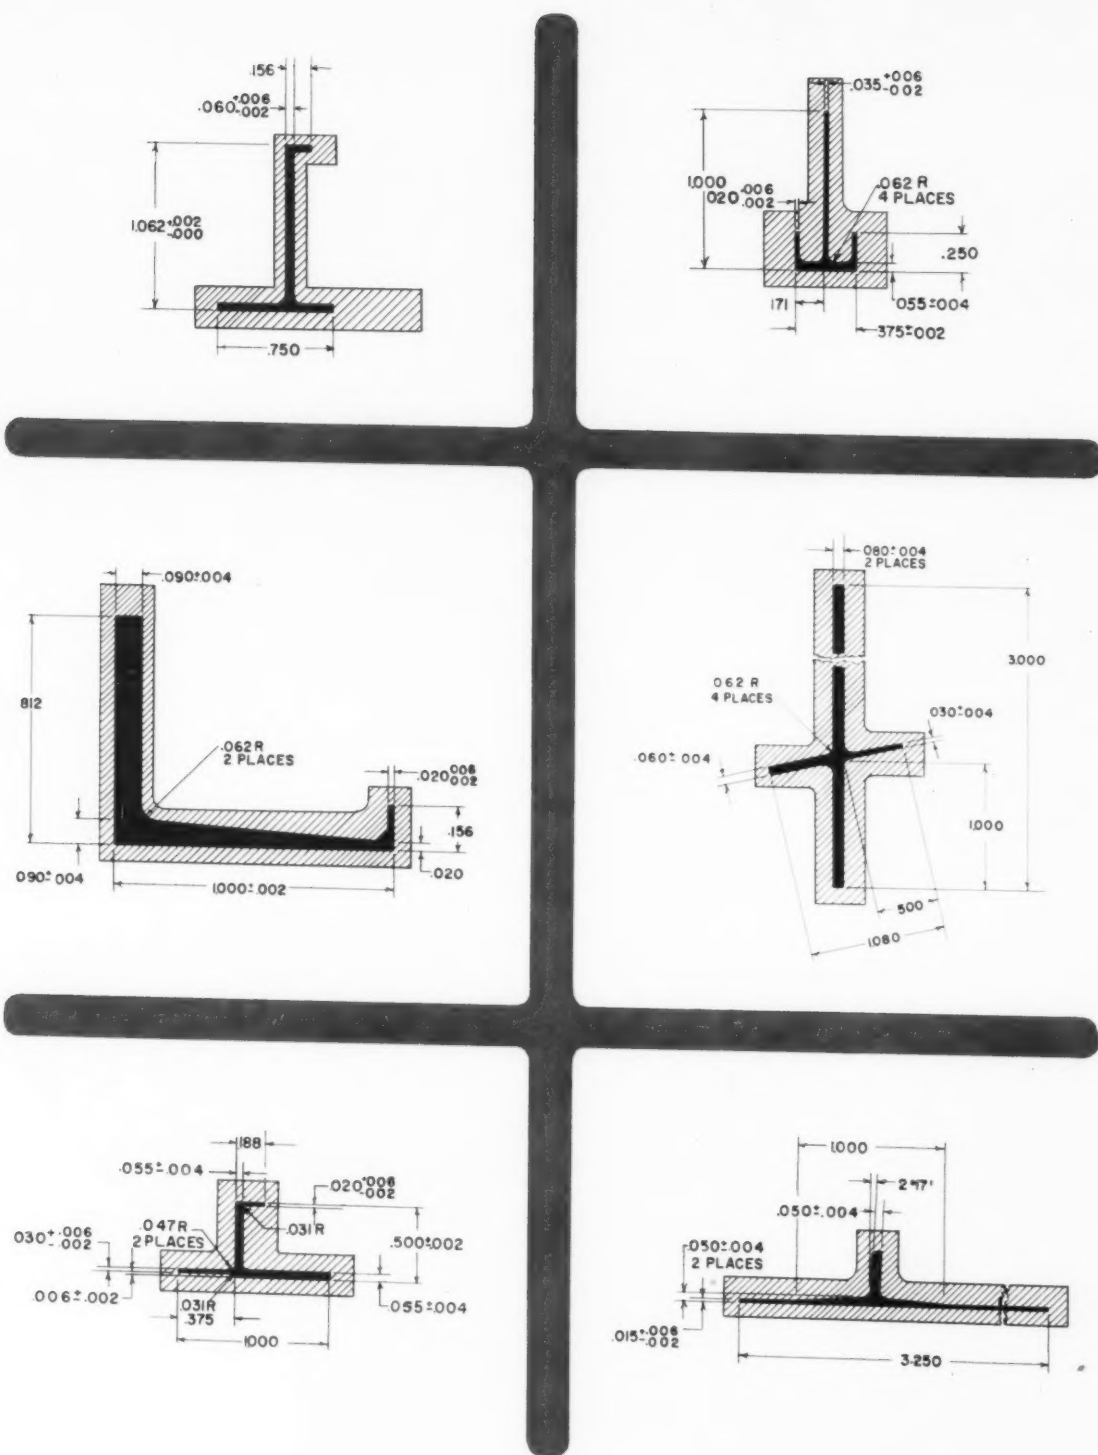 .156
.060 +.006 -.002
1.062 +.002 -.000
.750
.035 +.006 -.002
1.000
.020 .006 .002
.062 R
4 PLACES
.250
.055±.004
.171
.375±.002
.090±.004
.812
.062R
2 PLACES
.020 .006 .002
.156
.020
.090±.004
1.000±.002
.080±.004
2 PLACES
3.000
.062 R
4 PLACES
.030±.004
.060±.004
1.000
.500
1.080
.188
.055±.004
.020 +.006 -.002
.047R
2 PLACES
.031R
.030 +.006 -.002
.500±.002
.006±.002
.031R
.375
.055±.004
1.000
1.000
2°17'
.050±.004
.050±.004
2 PLACES
.015 +.006 -.002
3.250